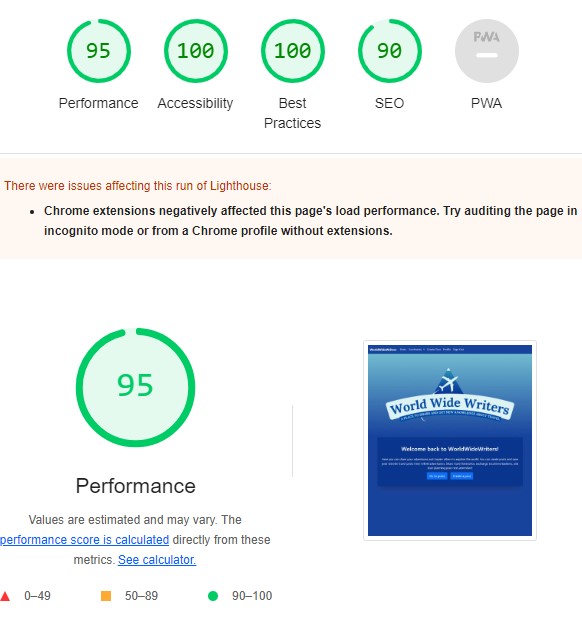 95
100
100
90
PWA
Performance
Accessibility
Best
Practices
SEO
PWA
There were issues affecting this run of Lighthouse:
Chrome extensions negatively affected this page's load performance. Try auditing the page in
incognito mode or from a Chrome profile without extensions.
95
Performance
Values are estimated and may vary. The
performance score is calculated directly from these
metrics. See calculator.
0–49
50–89
90–100
World Wide Writers
Welcome back to WorldWideWriters!